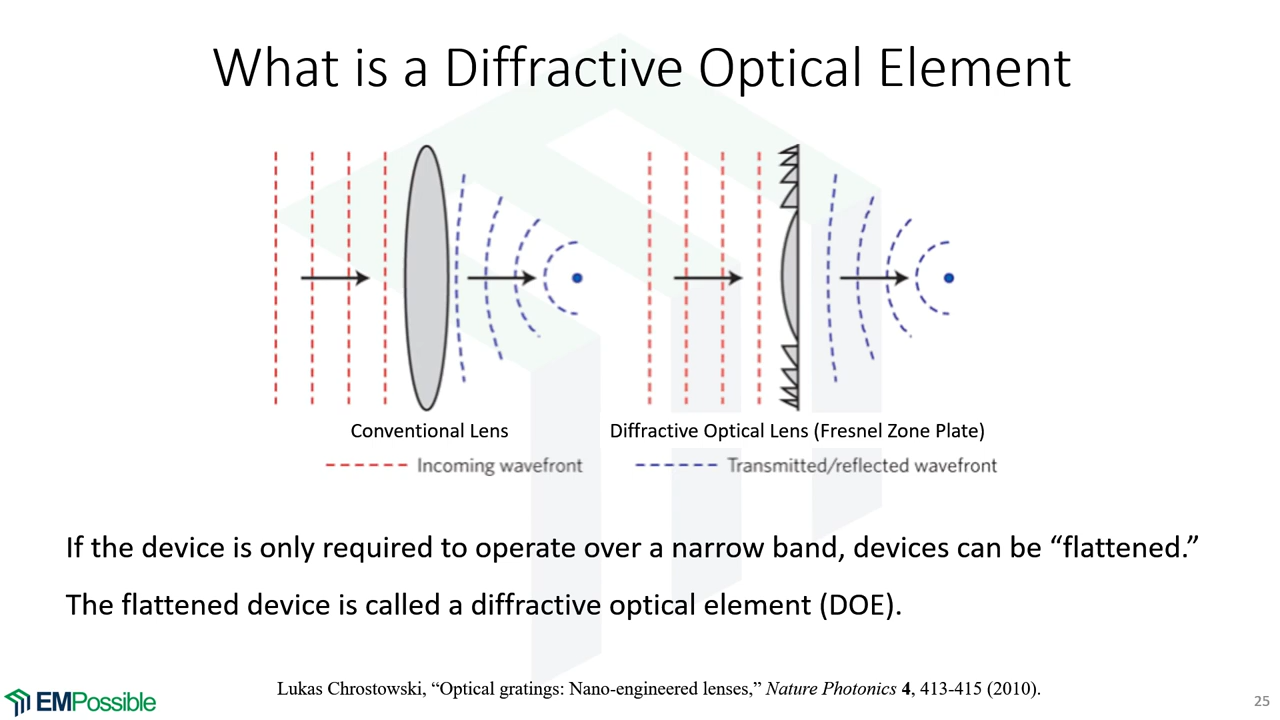 What is a Diffractive Optical Element
Conventional Lens
Diffractive Optical Lens (Fresnel Zone Plate)
Incoming wavefront
Transmitted/reflected wavefront
If the device is only required to operate over a narrow band, devices can be “flattened.”
The flattened device is called a diffractive optical element (DOE).
Lukas Chrostowski, “Optical gratings: Nano-engineered lenses,” Nature Photonics 4, 413-415 (2010).
EMPossible
25